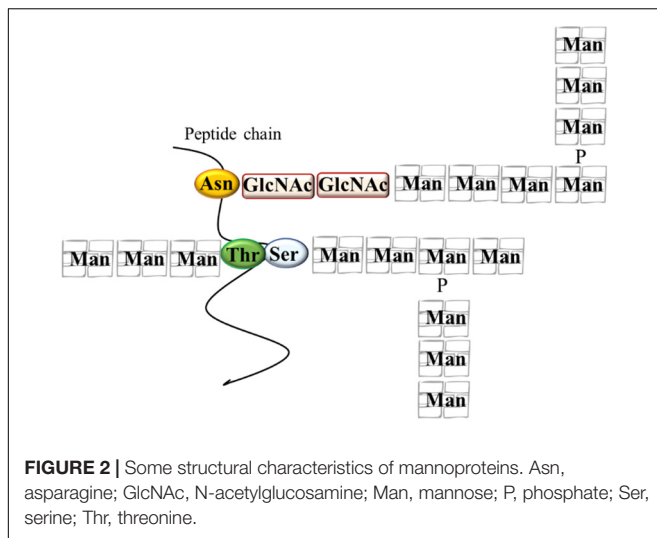 Man
Man
Man
Peptide chain
P
Asn GlcNAc GlcNAc Man Man Man Man
Man Man Man Thr Ser Man Man Man Man
P
Man
Man
Man
FIGURE 2 | Some structural characteristics of mannoproteins. Asn,
asparagine; GlcNAc, N-acetylglucosamine; Man, mannose; P, phosphate; Ser,
serine; Thr, threonine.